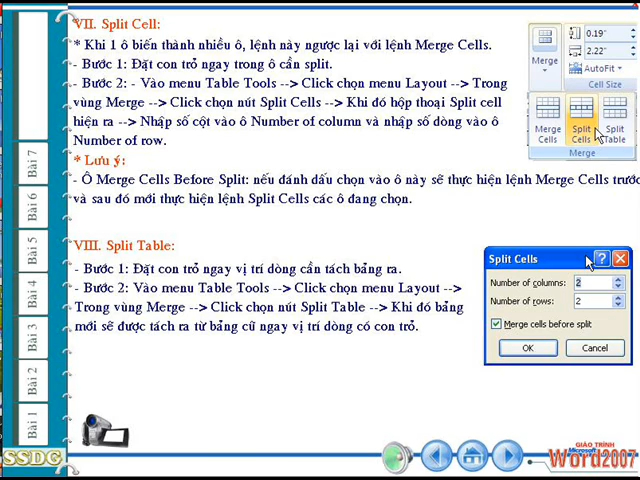 VII. Split Cell:
* Khi 1 ô biến thành nhiều ô, lệnh này ngược lại với lệnh Merge Cells.
- Bước 1: Đặt con trỏ ngay trong ô cần split.
- Bước 2: - Vào menu Table Tools --> Click chọn menu Layout --> Trong
vùng Merge --> Click chọn nút Split Cells --> Khi đó hộp thoại Split cell
hiện ra --> Nhập số cột vào ô Number of column và nhập số dòng vào ô
Number of row.
* Lưu ý:
- Ô Merge Cells Before Split: nếu đánh dấu chọn vào ô này sẽ thực hiện lệnh Merge Cells trước
và sau đó mới thực hiện lệnh Split Cells các ô đang chọn.
VIII. Split Table:
- Bước 1: Đặt con trỏ ngay vị trí dòng cần tách bảng ra.
- Bước 2: Vào menu Table Tools --> Click chọn menu Layout -->
Trong vùng Merge --> Click chọn nút Split Table --> Khi đó bảng
mới sẽ được tách ra từ bảng cũ ngay vị trí dòng có con trỏ.
Merge
0.19"
2.22"
AutoFit
Cell Size
Merge Cells
Split Cells
Split Table
Merge
Split Cells
Number of columns: 2
Number of rows: 2
Merge cells before split
OK Cancel
Bài 7
Bài 6
Bài 5
Bài 4
Bài 3
Bài 2
Bài 1
SSDG
GIÁO TRÌNH
Microsoft
Word2007